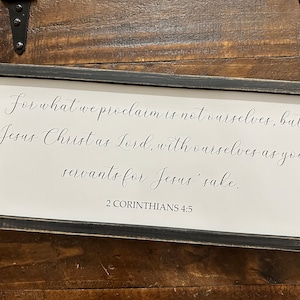 For what we proclaim is not ourselves, but
Jesus Christ as Lord, with ourselves as you
servants for Jesus' sake.
2 CORINTHIANS 4:5